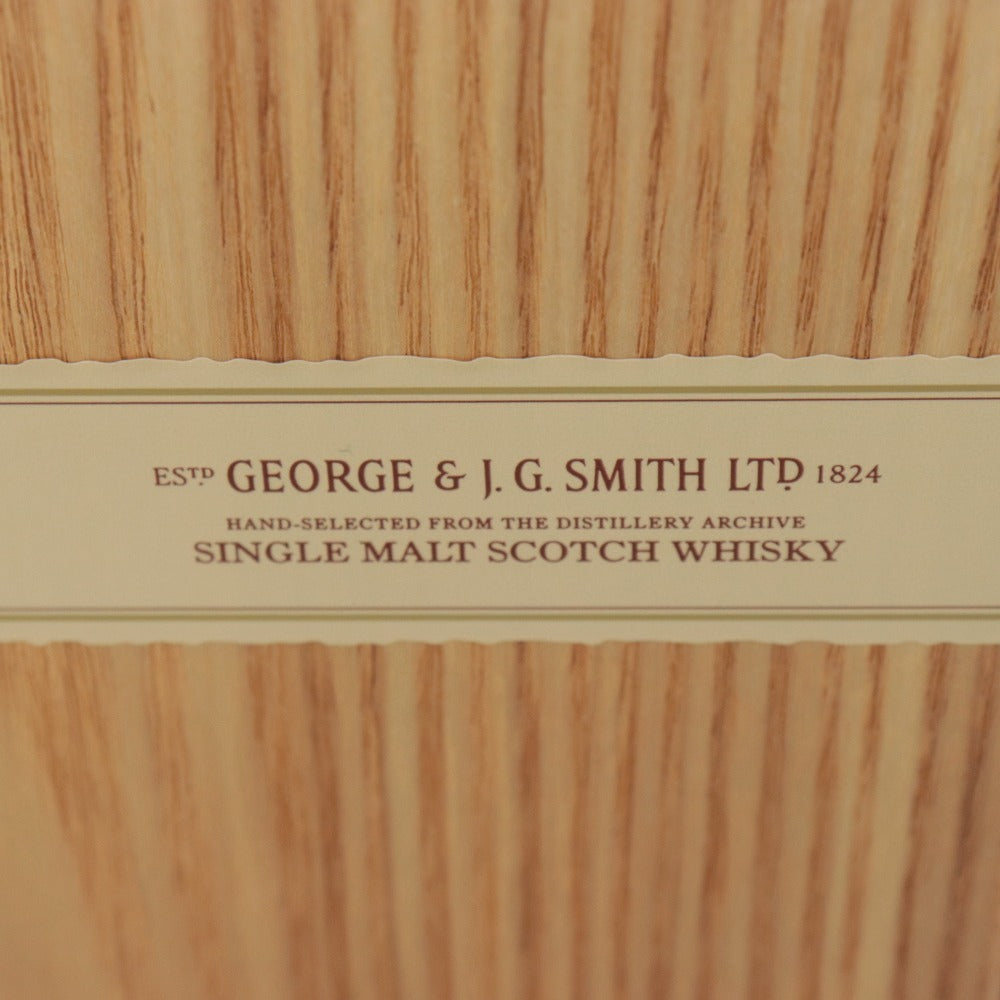 ESTD GEORGE & J. G. SMITH LTD 1824
HAND-SELECTED FROM THE DISTILLERY ARCHIVE
SINGLE MALT SCOTCH WHISKY